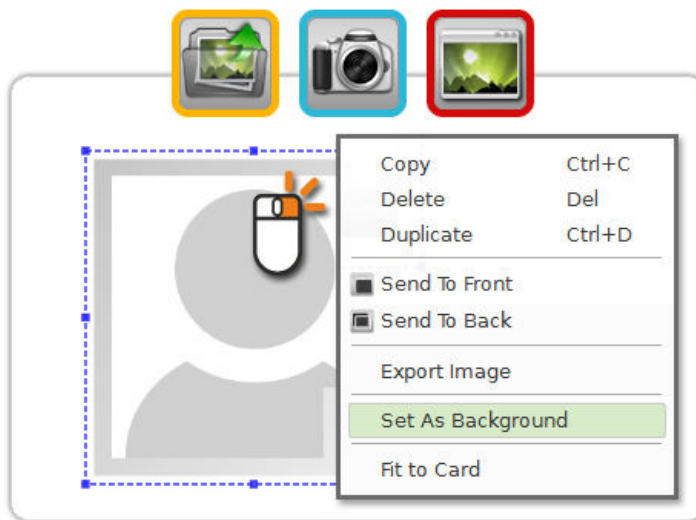 Copy Ctrl+C
Delete Del
Duplicate Ctrl+D
Send To Front
Send To Back
Export Image
Set As Background
Fit to Card